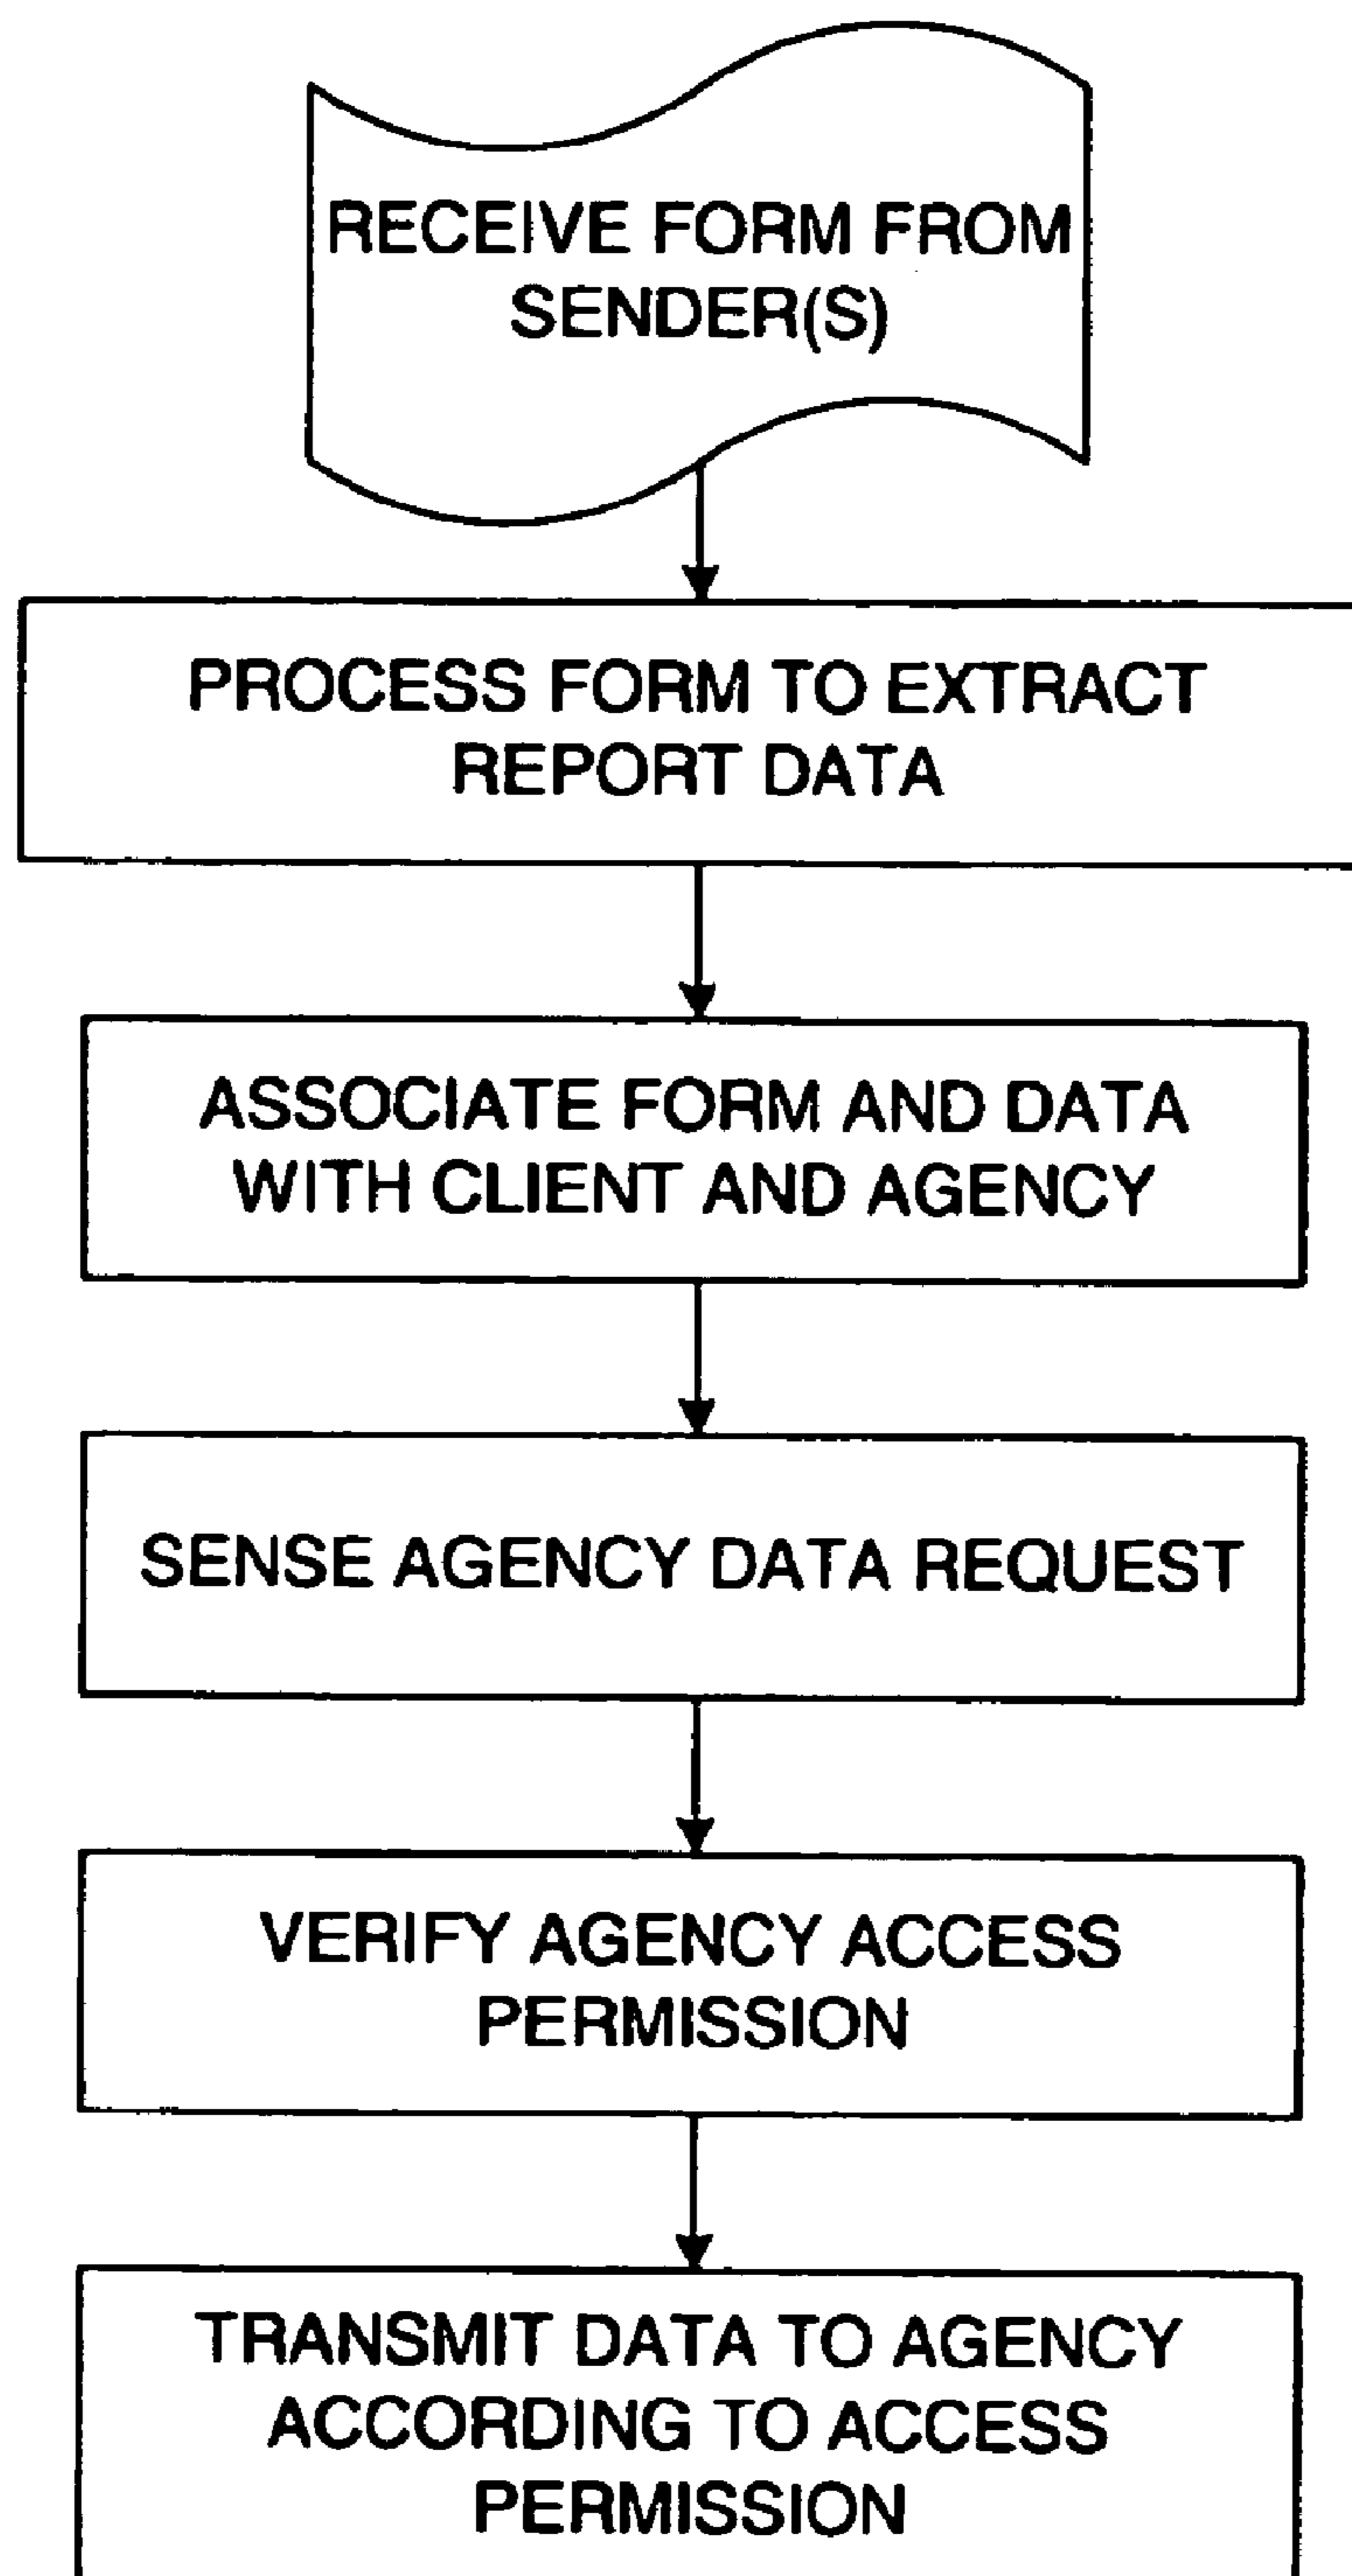 RECEIVE FORM FROM
SENDER(S)
PROCESS FORM TO EXTRACT
REPORT DATA
ASSOCIATE FORM AND DATA
WITH CLIENT AND AGENCY
SENSE AGENCY DATA REQUEST
VERIFY AGENCY ACCESS
PERMISSION
TRANSMIT DATA TO AGENCY
ACCORDING TO ACCESS
PERMISSION